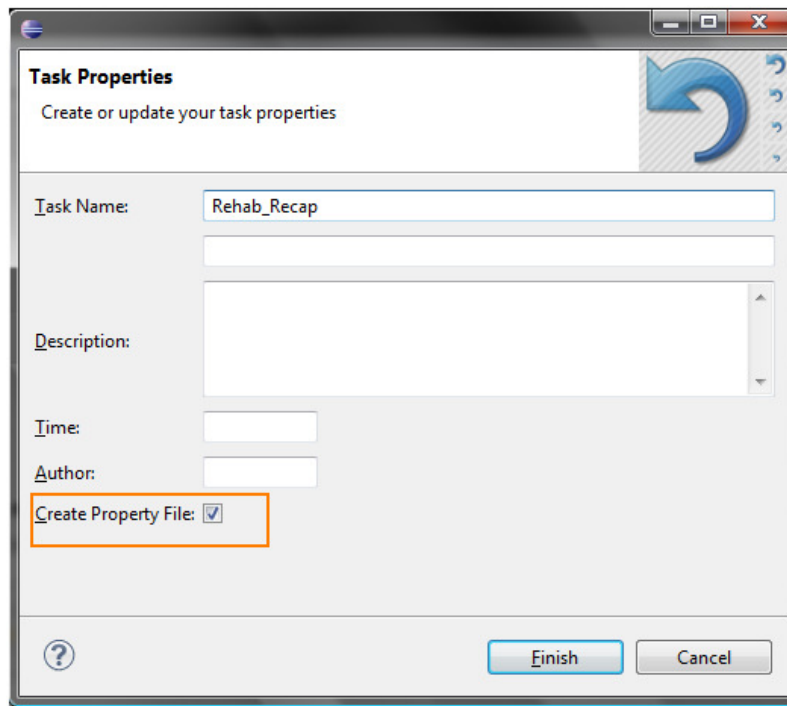 Task Properties
Create or update your task properties
Task Name: Rehab_Recap
Description:
Time:
Author:
Create Property File:
? Finish Cancel